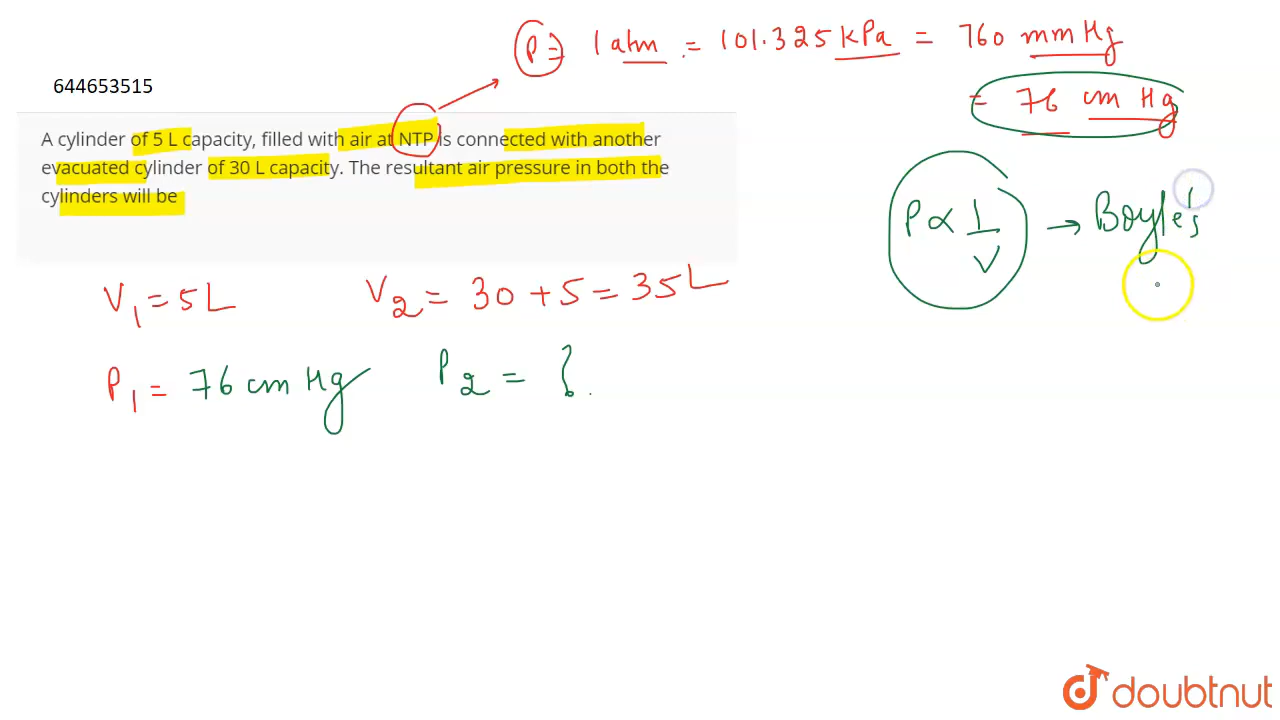 P ⇒ 1 atm = 101.325 kPa = 760 mm Hg
= 76 cm Hg
644653515
A cylinder of 5 L capacity, filled with air at NTP is connected with another
evacuated cylinder of 30 L capacity. The resultant air pressure in both the
cylinders will be
P ∝ 1/V → Boyle's
V₁ = 5 L V₂ = 30 + 5 = 35 L
P₁ = 76 cm Hg P₂ = ?
doubtnut